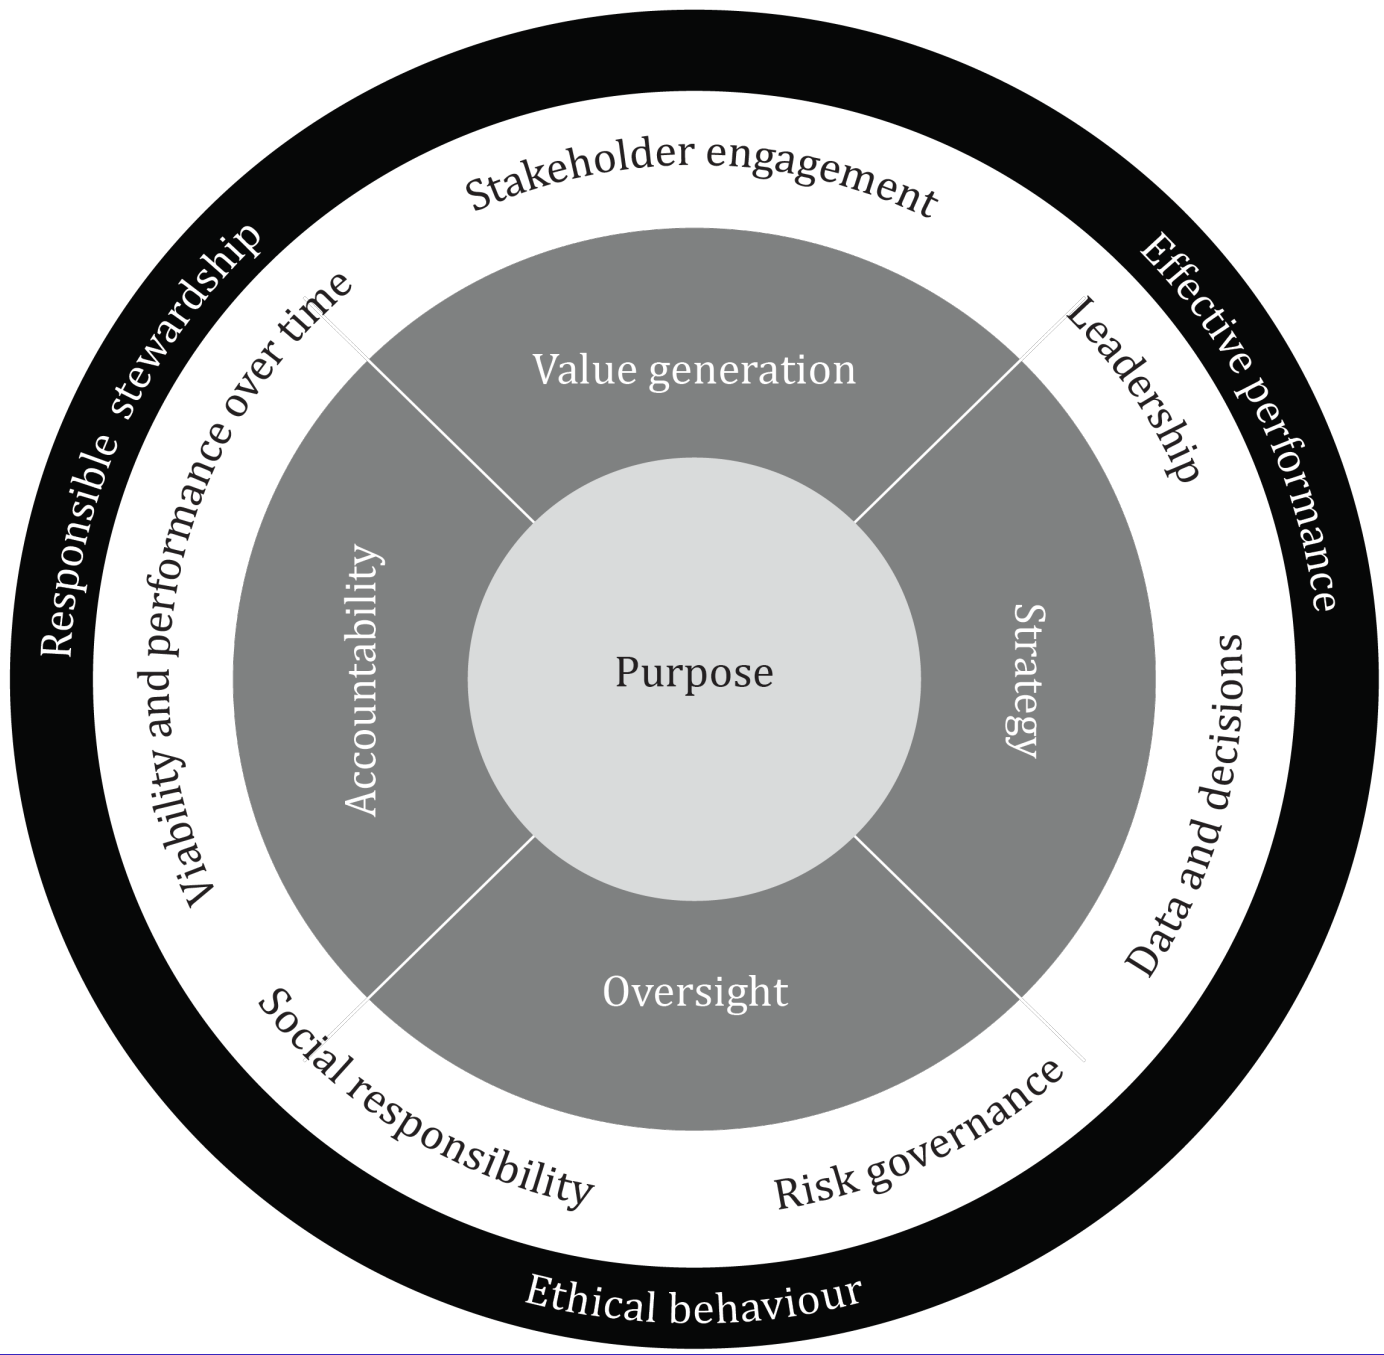 Stakeholder engagement
Responsible stewardship
Effective performance
Viability and performance over time
Leadership
Value generation
Accountability
Purpose
Strategy
Data and decisions
Oversight
Social responsibility
Risk governance
Ethical behaviour